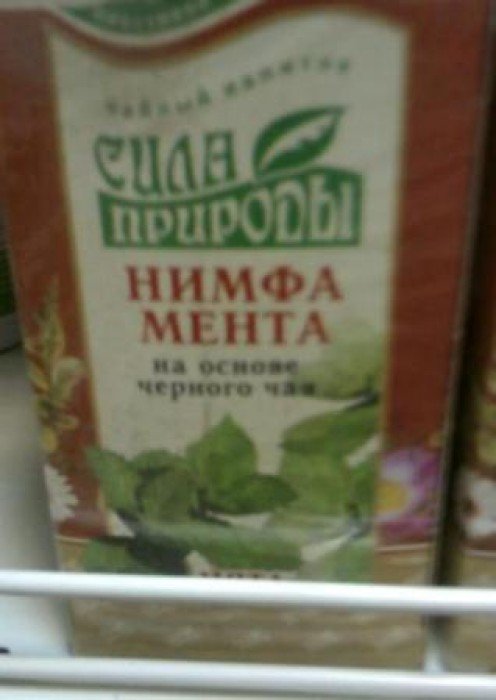 чайный напиток
СИЛА
ПРИРОДЫ
НИМФА
МЕНТА
на основе
черного чая